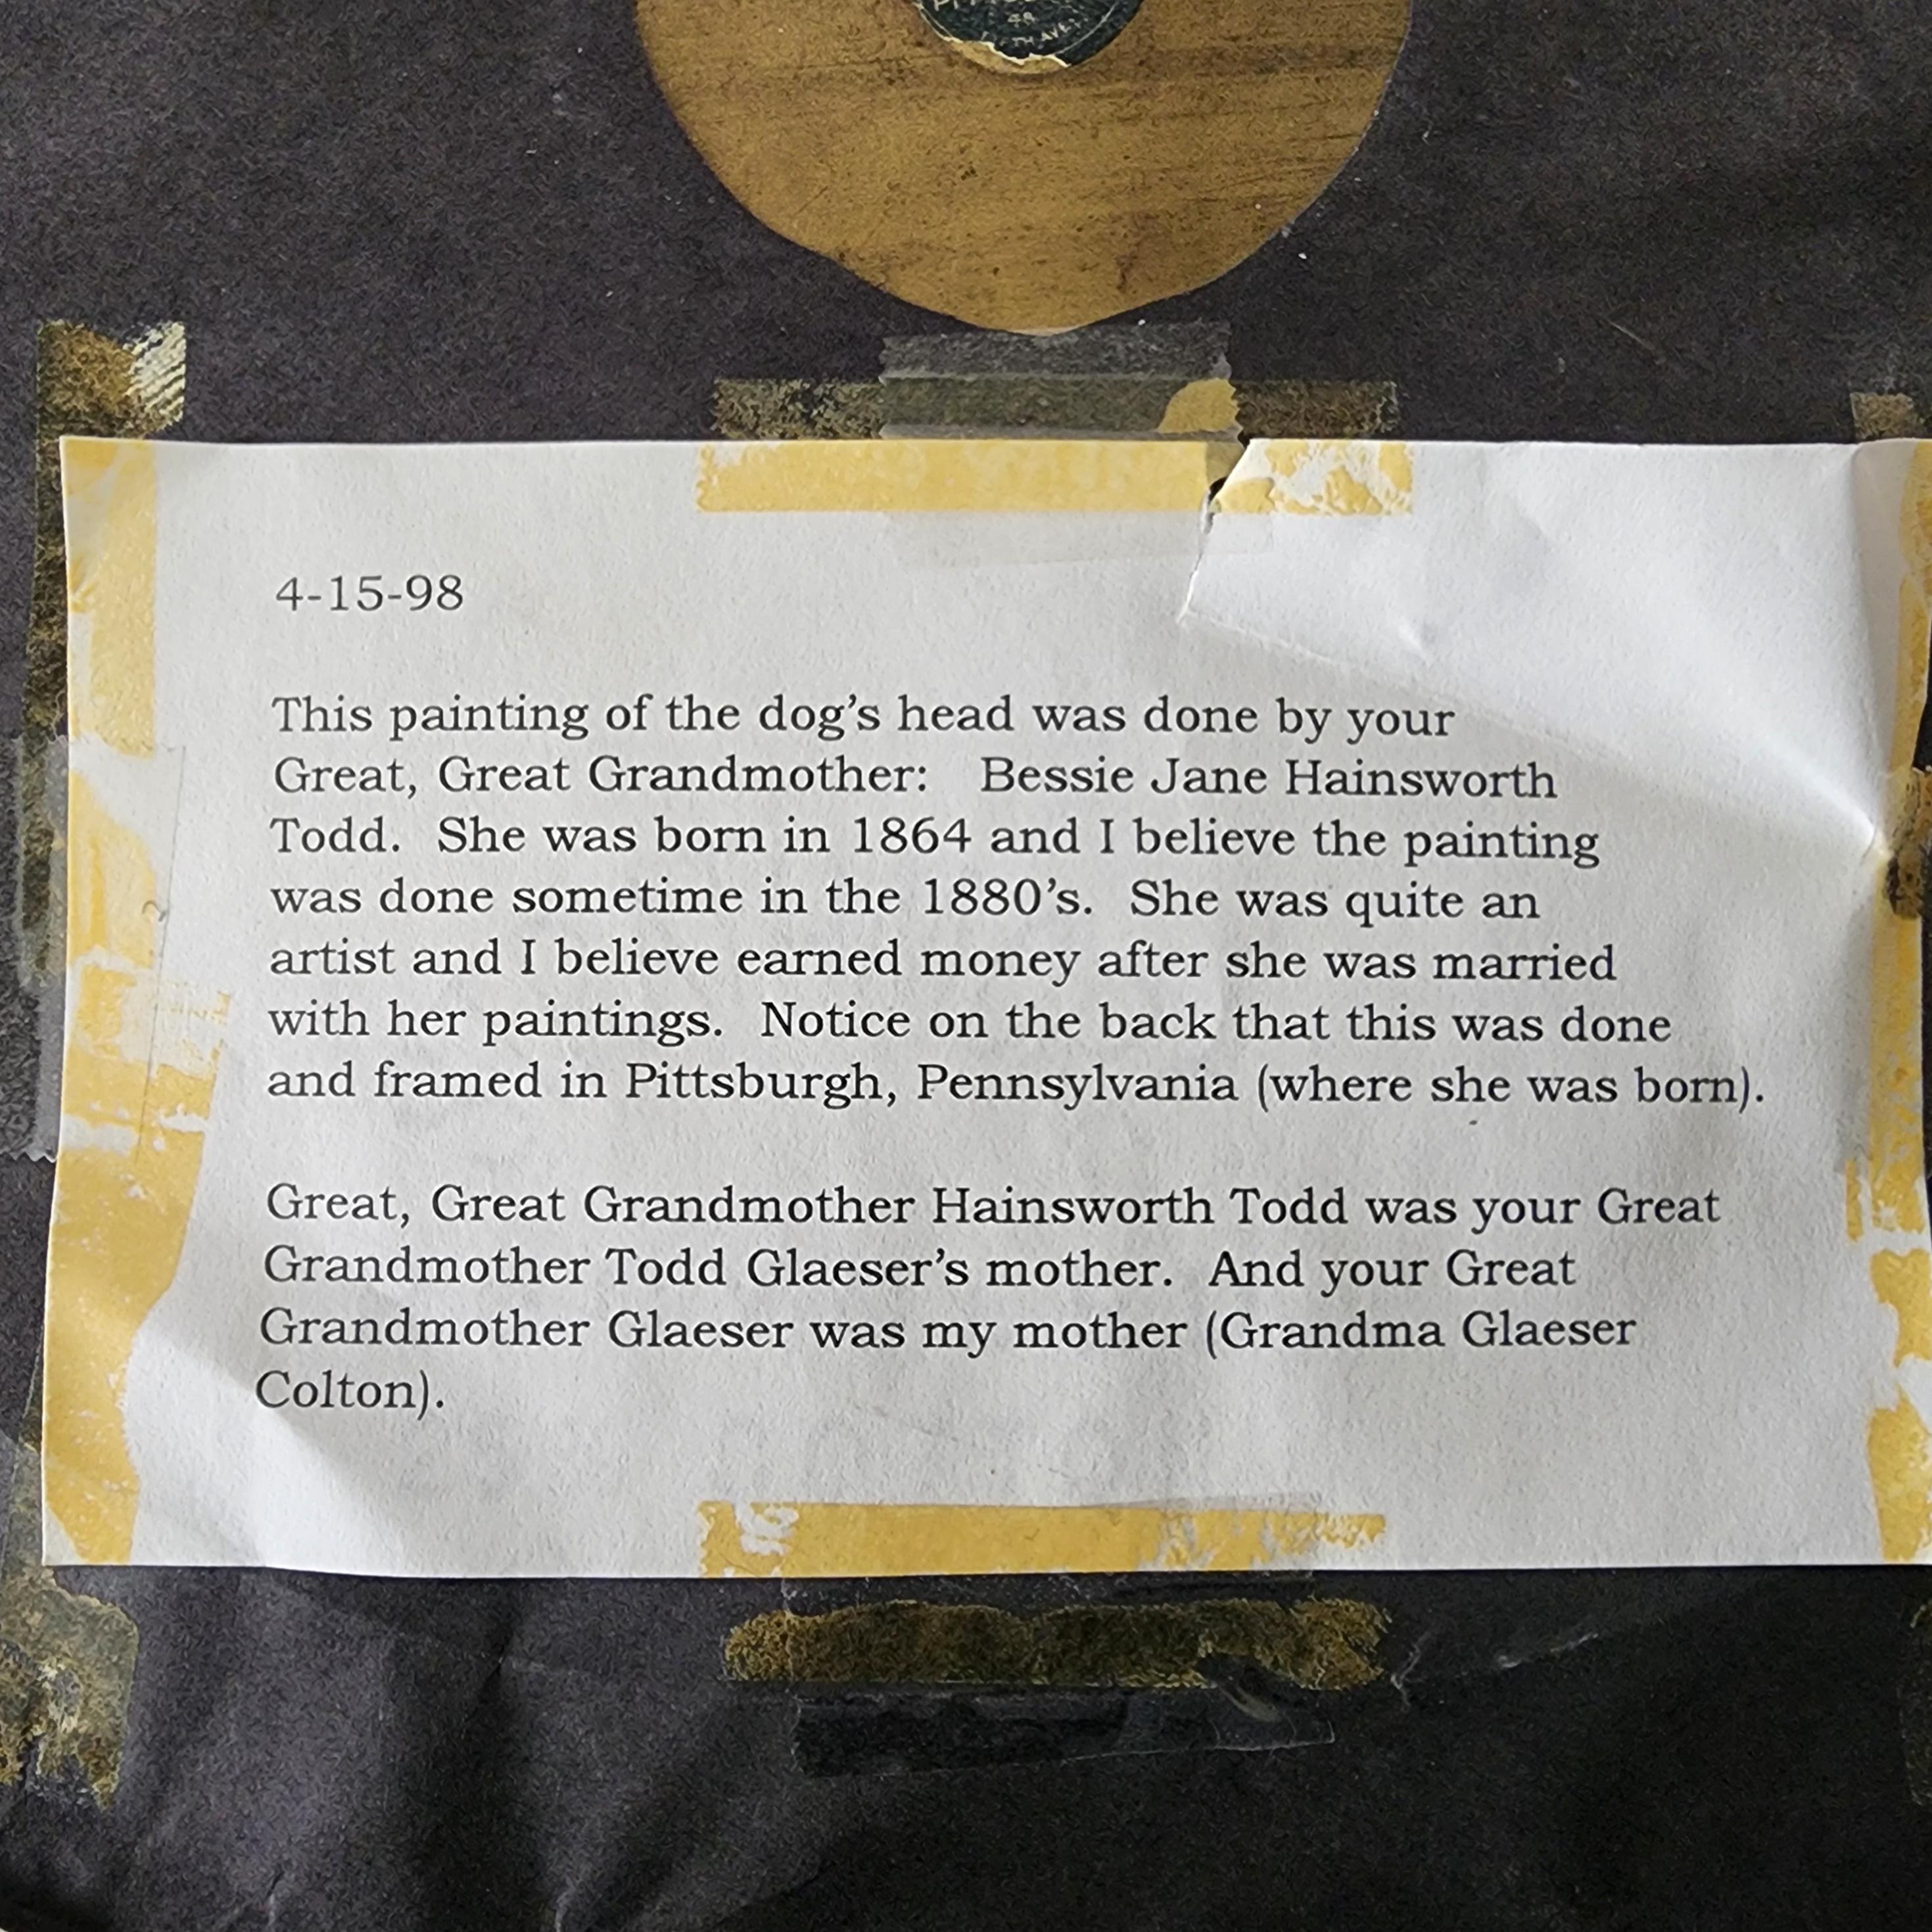 48
4-15-98
This painting of the dog's head was done by your
Great, Great Grandmother: Bessie Jane Hainsworth
Todd. She was born in 1864 and I believe the painting
was done sometime in the 1880's. She was quite an
artist and I believe earned money after she was married
with her paintings. Notice on the back that this was done
and framed in Pittsburgh, Pennsylvania (where she was born).
Great, Great Grandmother Hainsworth Todd was your Great
Grandmother Todd Glaeser's mother. And your Great
Grandmother Glaeser was my mother (Grandma Glaeser
Colton).